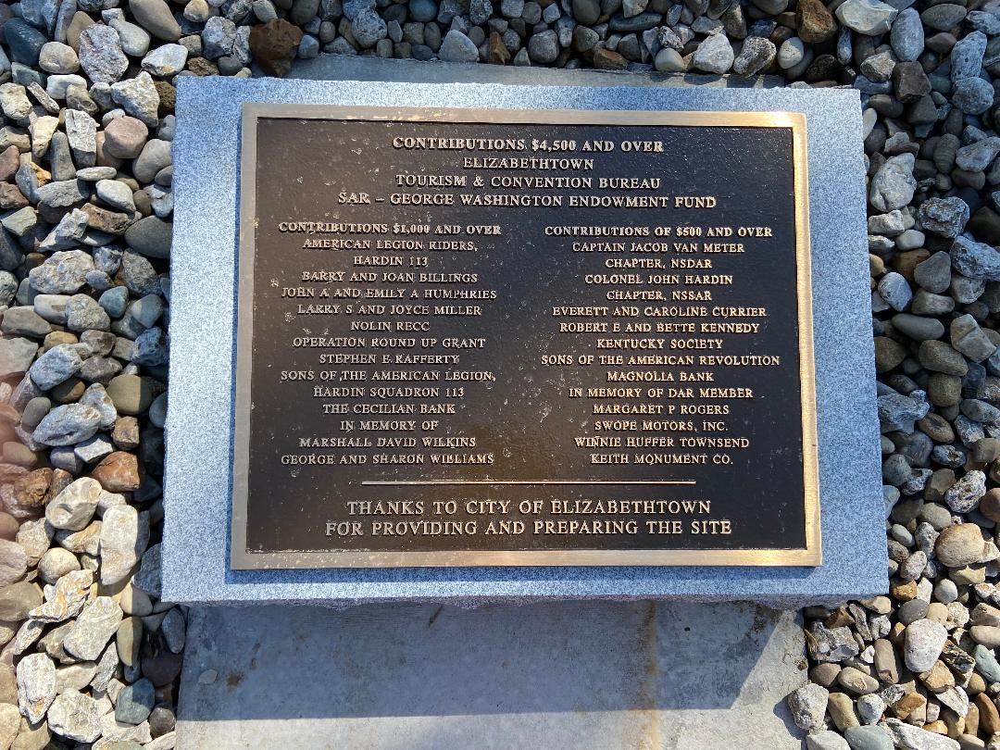 CONTRIBUTIONS $4,500 AND OVER
ELIZABETHTOWN
TOURISM & CONVENTION BUREAU
SAR – GEORGE WASHINGTON ENDOWMENT FUND
CONTRIBUTIONS $1,000 AND OVER
AMERICAN LEGION RIDERS,
HARDIN 113
BARRY AND JOAN BILLINGS
JOHN A AND EMILY A HUMPHRIES
LARRY S AND JOYCE MILLER
NOLIN RECC
OPERATION ROUND UP GRANT
STEPHEN E.RAFFERTY
SONS OF THE AMERICAN LEGION,
HARDIN SQUADRON 113
THE CECILIAN BANK
IN MEMORY OF
MARSHALL DAVID WILKINS
GEORGE AND SHARON WILLIAMS
CONTRIBUTIONS OF $500 AND OVER
CAPTAIN JACOB VAN METER
CHAPTER, NSDAR
COLONEL JOHN HARDIN
CHAPTER, NSSAR
EVERETT AND CAROLINE CURRIER
ROBERT E AND BETTE KENNEDY
KENTUCKY SOCIETY
SONS OF THE AMERICAN REVOLUTION
MAGNOLIA BANK
IN MEMORY OF DAR MEMBER
MARGARET P ROGERS
SWOPE MOTORS, INC.
WINNIE HUFFER TOWNSEND
KEITH MONUMENT CO.
THANKS TO CITY OF ELIZABETHTOWN
FOR PROVIDING AND PREPARING THE SITE